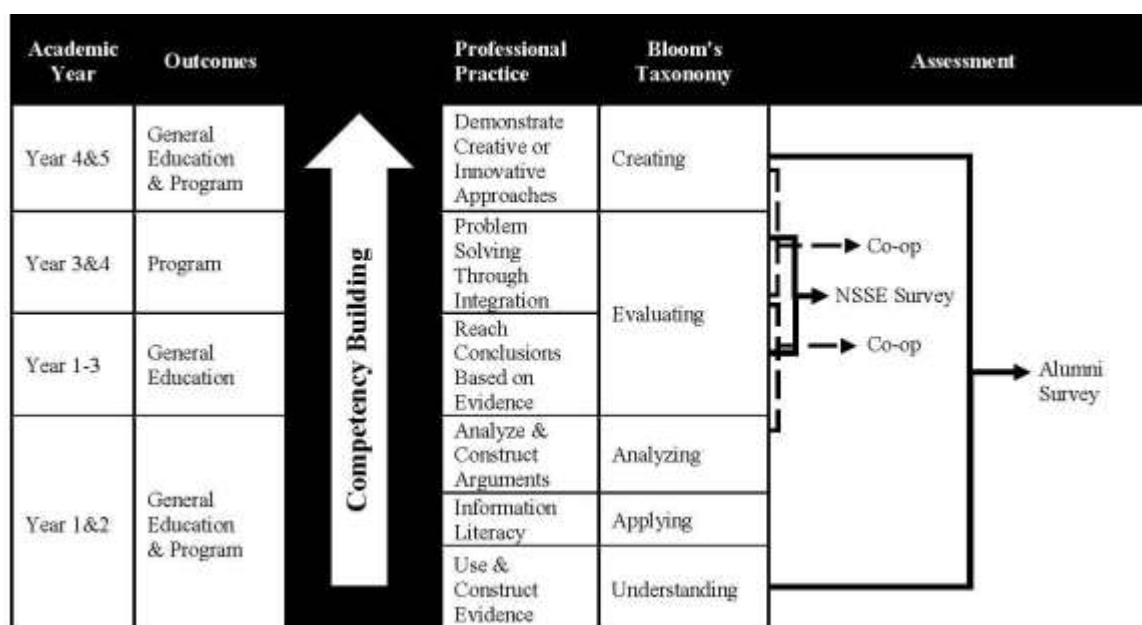 Academic
Year
Outcomes
Professional
Practice
Bloom's
Taxonomy
Assessment
Year 4&5
General
Education
& Program
Demonstrate
Creative or
Innovative
Approaches
Creating
Year 3&4
Program
Problem
Solving
Through
Integration
Evaluating
Year 1-3
General
Education
Reach
Conclusions
Based on
Evidence
Year 1&2
General
Education
& Program
Analyze &
Construct
Arguments
Analyzing
Information
Literacy
Applying
Use &
Construct
Evidence
Understanding
Competency Building
Co-op
NSSE Survey
Co-op
Alumni
Survey